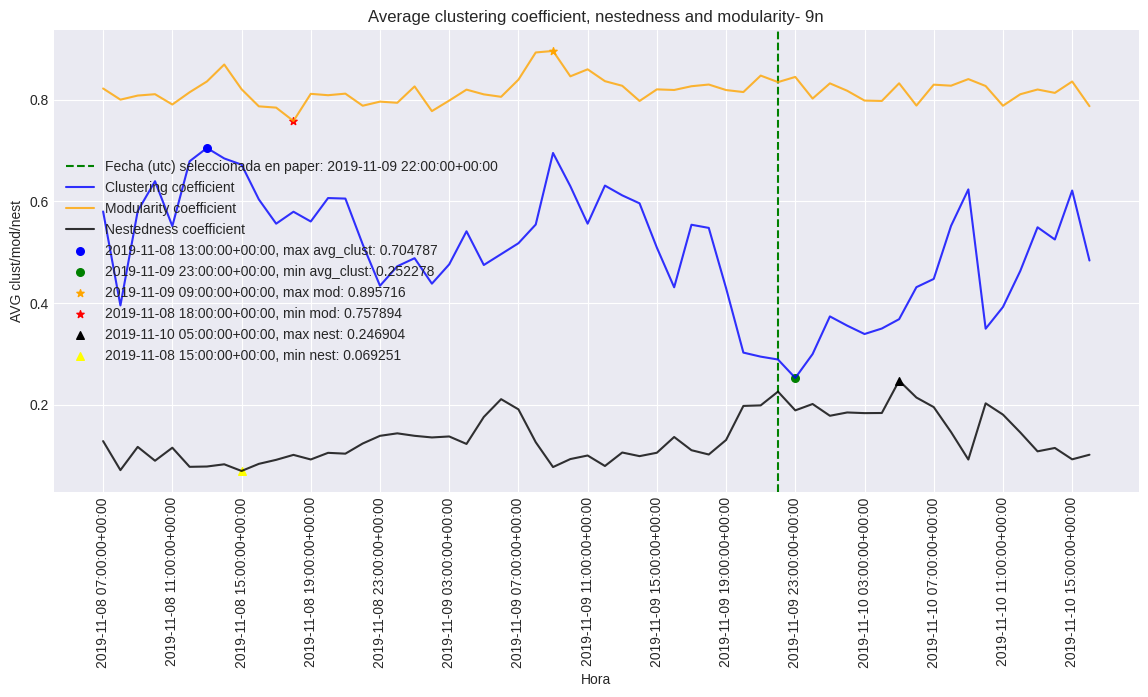 Average clustering coefficient, nestedness and modularity- 9n
AVG clust/mod/nest
0.8
0.6
0.4
0.2
Fecha (utc) seleccionada en paper: 2019-11-09 22:00:00+00:00
Clustering coefficient
Modularity coefficient
Nestedness coefficient
2019-11-08 13:00:00+00:00, max avg_clust: 0.704787
2019-11-09 23:00:00+00:00, min avg_clust: 0.252278
2019-11-09 09:00:00+00:00, max mod: 0.895716
2019-11-08 18:00:00+00:00, min mod: 0.757894
2019-11-10 05:00:00+00:00, max nest: 0.246904
2019-11-08 15:00:00+00:00, min nest: 0.069251
2019-11-08 07:00:00+00:00
2019-11-08 11:00:00+00:00
2019-11-08 15:00:00+00:00
2019-11-08 19:00:00+00:00
2019-11-08 23:00:00+00:00
2019-11-09 03:00:00+00:00
2019-11-09 07:00:00+00:00
2019-11-09 11:00:00+00:00
2019-11-09 15:00:00+00:00
2019-11-09 19:00:00+00:00
2019-11-09 23:00:00+00:00
2019-11-10 03:00:00+00:00
2019-11-10 07:00:00+00:00
2019-11-10 11:00:00+00:00
2019-11-10 15:00:00+00:00
Hora